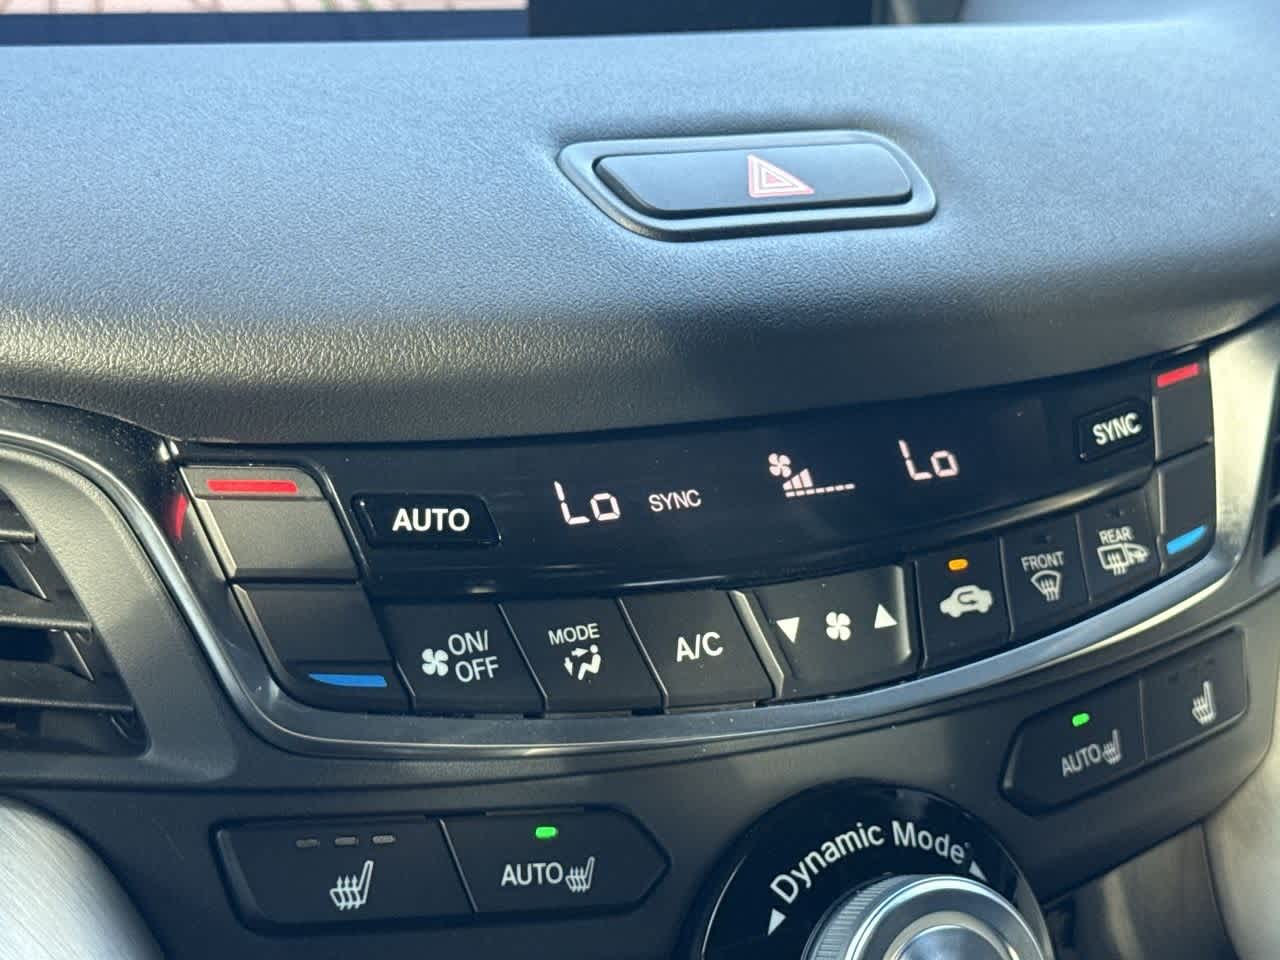 AUTO
Lo
SYNC
Lo
SYNC
ON/
OFF
MODE
A/C
FRONT
REAR
AUTO
AUTO
Dynamic Mode